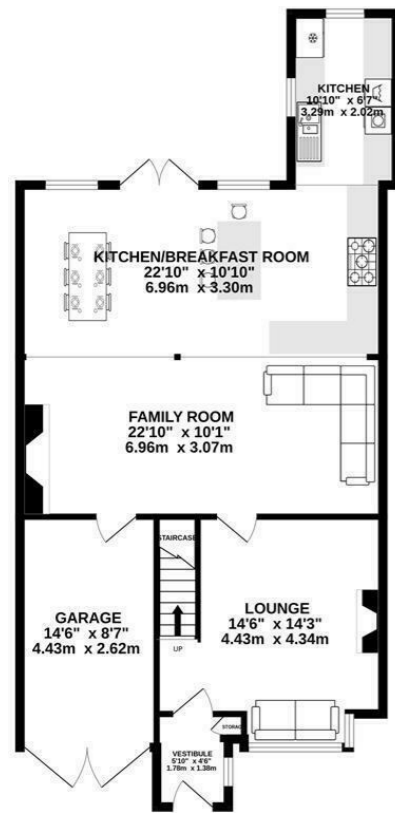 KITCHEN
10'10" x 6'7"
3.29m x 2.02m
KITCHEN/BREAKFAST ROOM
22'10" x 10'10"
6.96m x 3.30m
FAMILY ROOM
22'10" x 10'1"
6.96m x 3.07m
STAIRCASE
GARAGE
14'6" x 8'7"
4.43m x 2.62m
LOUNGE
14'6" x 14'3"
4.43m x 4.34m
UP
STORAGE
VESTIBULE
5'10" x 4'6"
1.78m x 1.38m